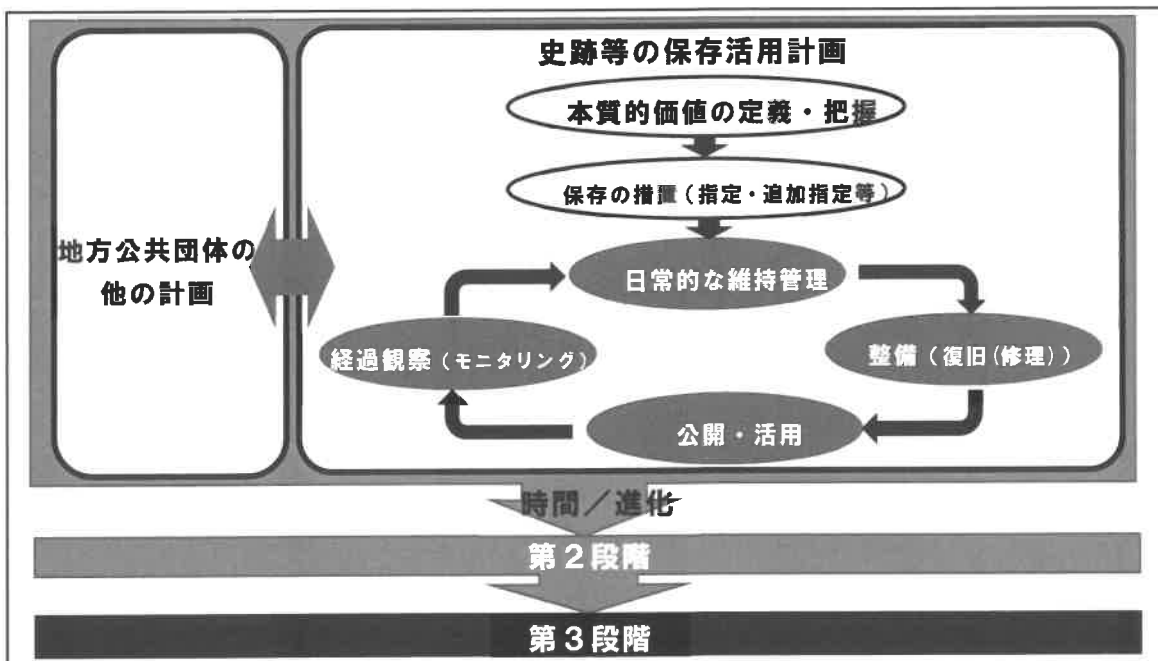 史跡等の保存活用計画
本質的価値の定義・把握
保存の措置（指定・追加指定等）
地方公共団体の
他の計画
日常的な維持管理
経過観察（モニタリング）
整備（復旧(修理)）
公開・活用
時間／進化
第２段階
第３段階